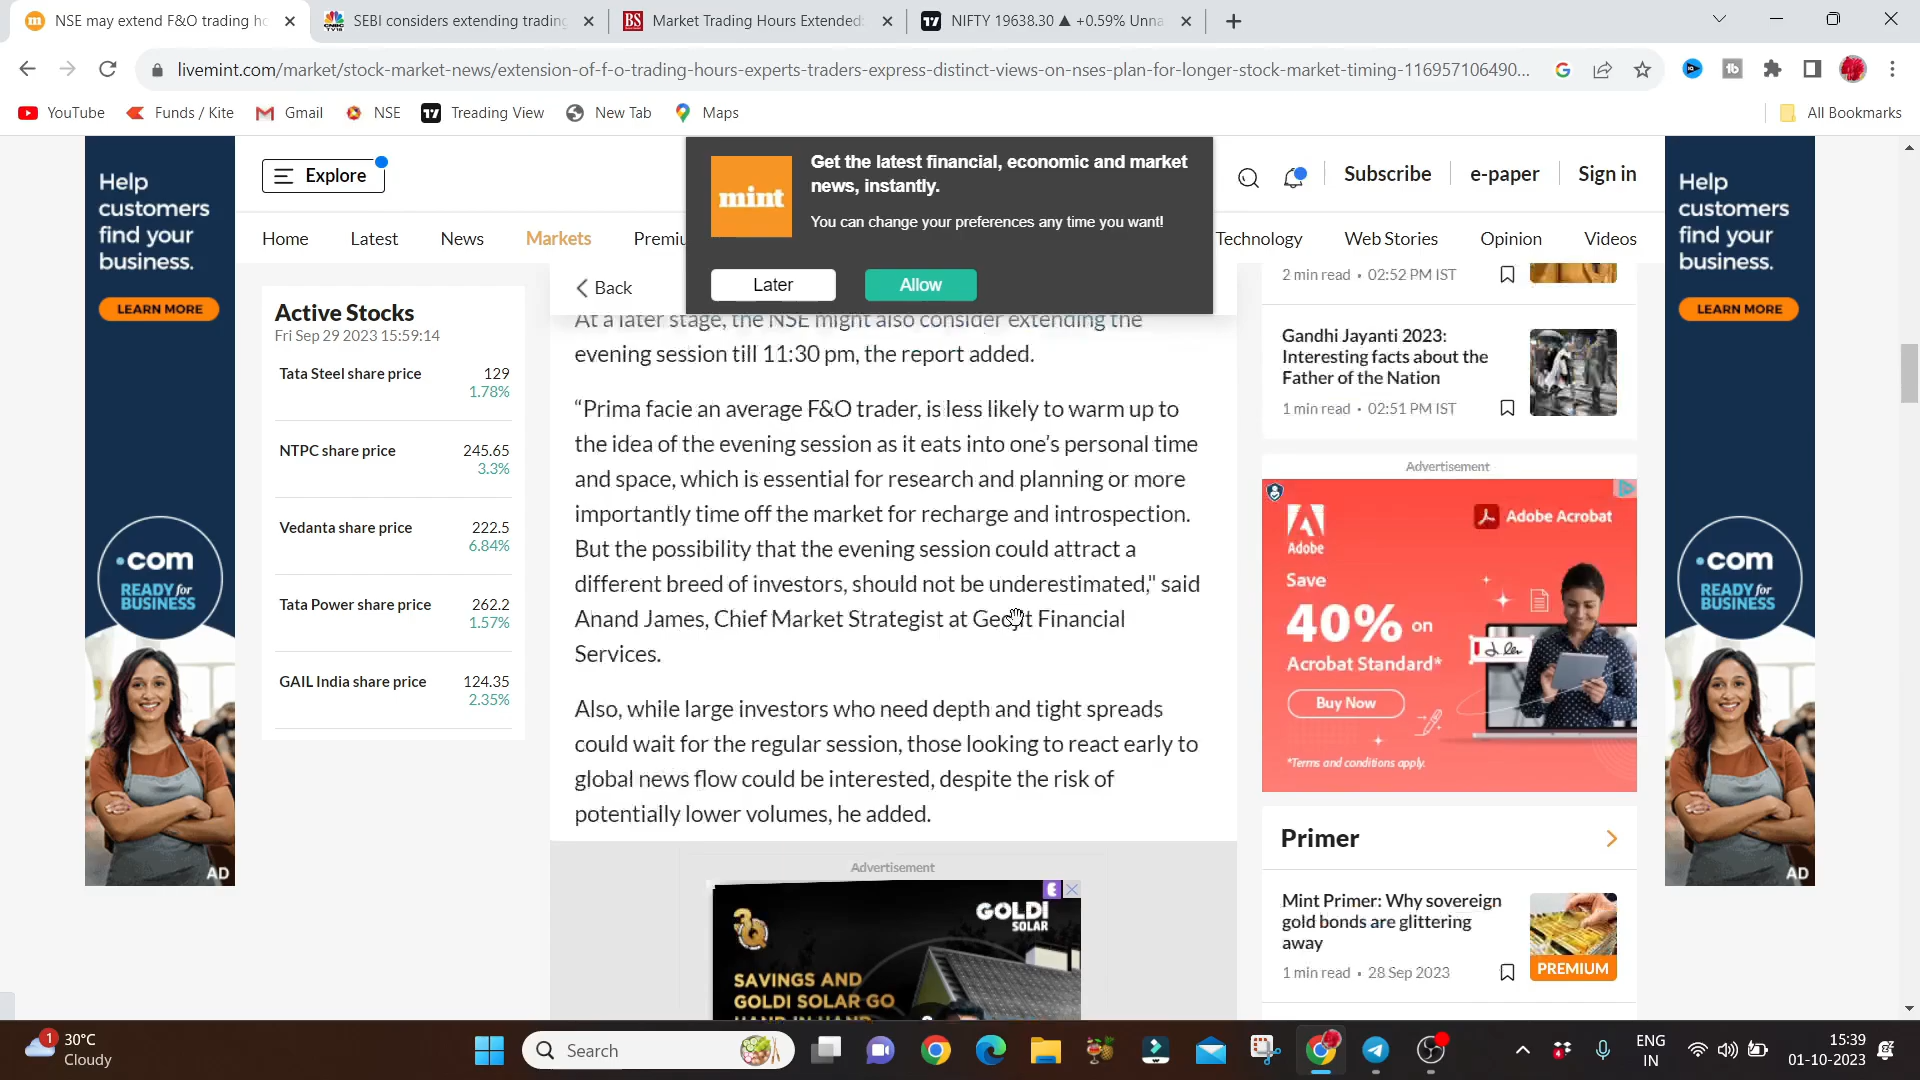 NSE may extend F&O trading h
SEBI considers extending trading
BS Market Trading Hours Extended:
NIFTY 19638.30 ▲ +0.59% Unna
livemint.com/market/stock-market-news/extension-of-f-o-trading-hours-experts-traders-express-distinct-views-on-nses-plan-for-longer-stock-market-timing-116957106490...
YouTube
Funds / Kite
Gmail
NSE
Treading View
New Tab
Maps
All Bookmarks
Help
customers
find your
business.
LEARN MORE
.com
READY for
BUSINESS
AD
Explore
mint
Get the latest financial, economic and market
news, instantly.
You can change your preferences any time you want!
Later
Allow
Subscribe
e-paper
Sign in
Home
Latest
News
Markets
Premiu
Technology
Web Stories
Opinion
Videos
Active Stocks
Fri Sep 29 2023 15:59:14
Tata Steel share price 129
1.78%
NTPC share price 245.65
3.3%
Vedanta share price 222.5
6.84%
Tata Power share price 262.2
1.57%
GAIL India share price 124.35
2.35%
Back
At a later stage, the NSE might also consider extending the
evening session till 11:30 pm, the report added.
“Prima facie an average F&O trader, is less likely to warm up to
the idea of the evening session as it eats into one’s personal time
and space, which is essential for research and planning or more
importantly time off the market for recharge and introspection.
But the possibility that the evening session could attract a
different breed of investors, should not be underestimated," said
Anand James, Chief Market Strategist at Geojit Financial
Services.
Also, while large investors who need depth and tight spreads
could wait for the regular session, those looking to react early to
global news flow could be interested, despite the risk of
potentially lower volumes, he added.
Advertisement
GOLDI
SOLAR
SAVINGS AND
GOLDI SOLAR GO
HAND IN HAND
2 min read • 02:52 PM IST
Gandhi Jayanti 2023:
Interesting facts about the
Father of the Nation
1 min read • 02:51 PM IST
Advertisement
Adobe
Adobe Acrobat
Save
40% on
Acrobat Standard*
Buy Now
*Terms and conditions apply.
Primer
Mint Primer: Why sovereign
gold bonds are glittering
away
1 min read • 28 Sep 2023
PREMIUM
Help
customers
find your
business.
LEARN MORE
.com
READY for
BUSINESS
AD
1
30°C
Cloudy
Search
ENG
IN
15:39
01-10-2023